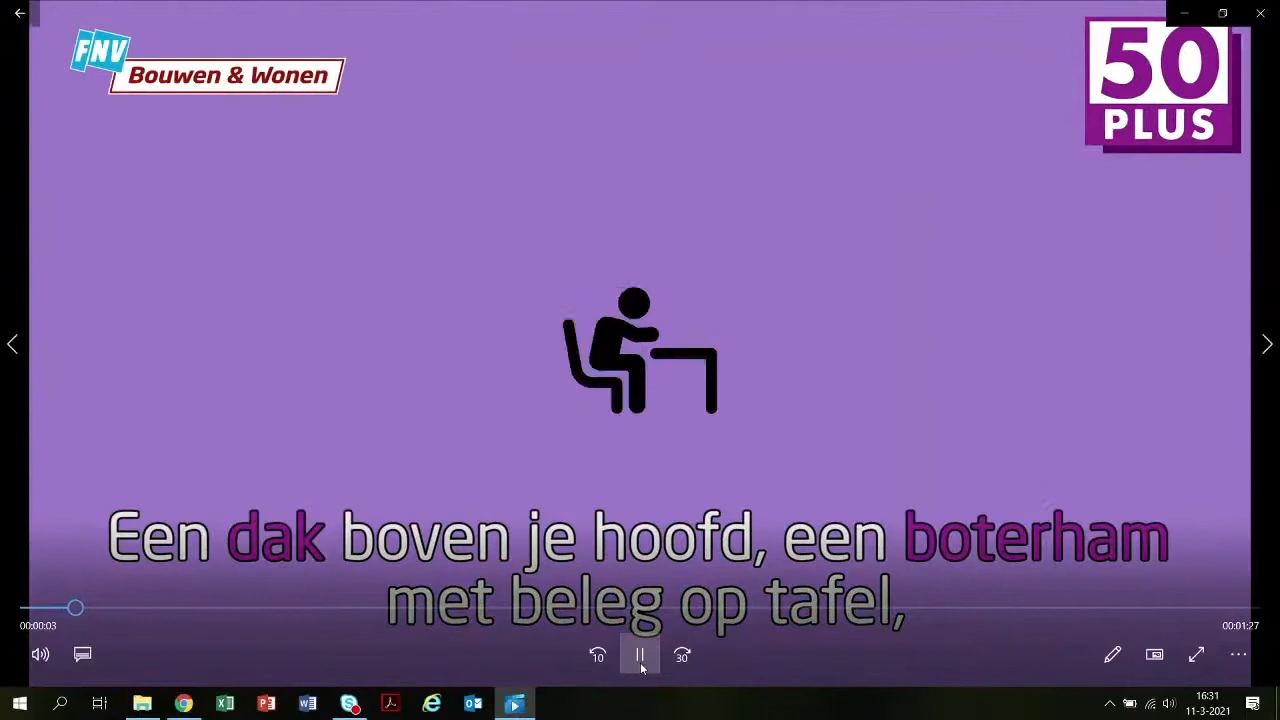 FNV
Bouwen & Wonen
50
PLUS
Een dak boven je hoofd, een boterham
met beleg op tafel,
00:00:03
00:01:27
10
30
16:31
11-3-2021